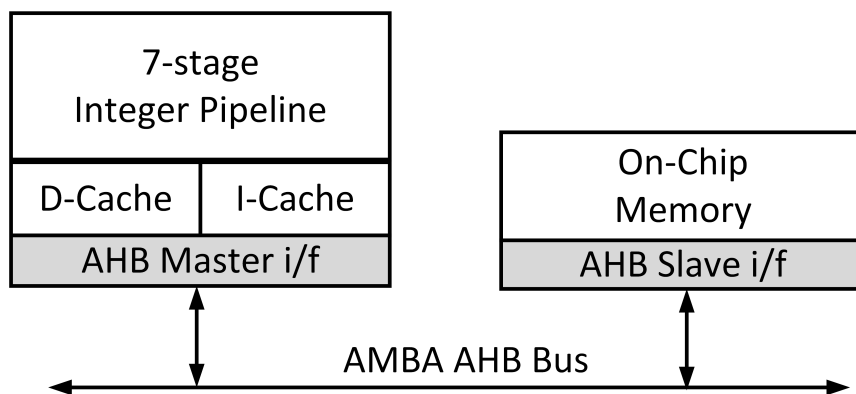 7-stage
Integer Pipeline
D-Cache
I-Cache
AHB Master i/f
On-Chip
Memory
AHB Slave i/f
AMBA AHB Bus